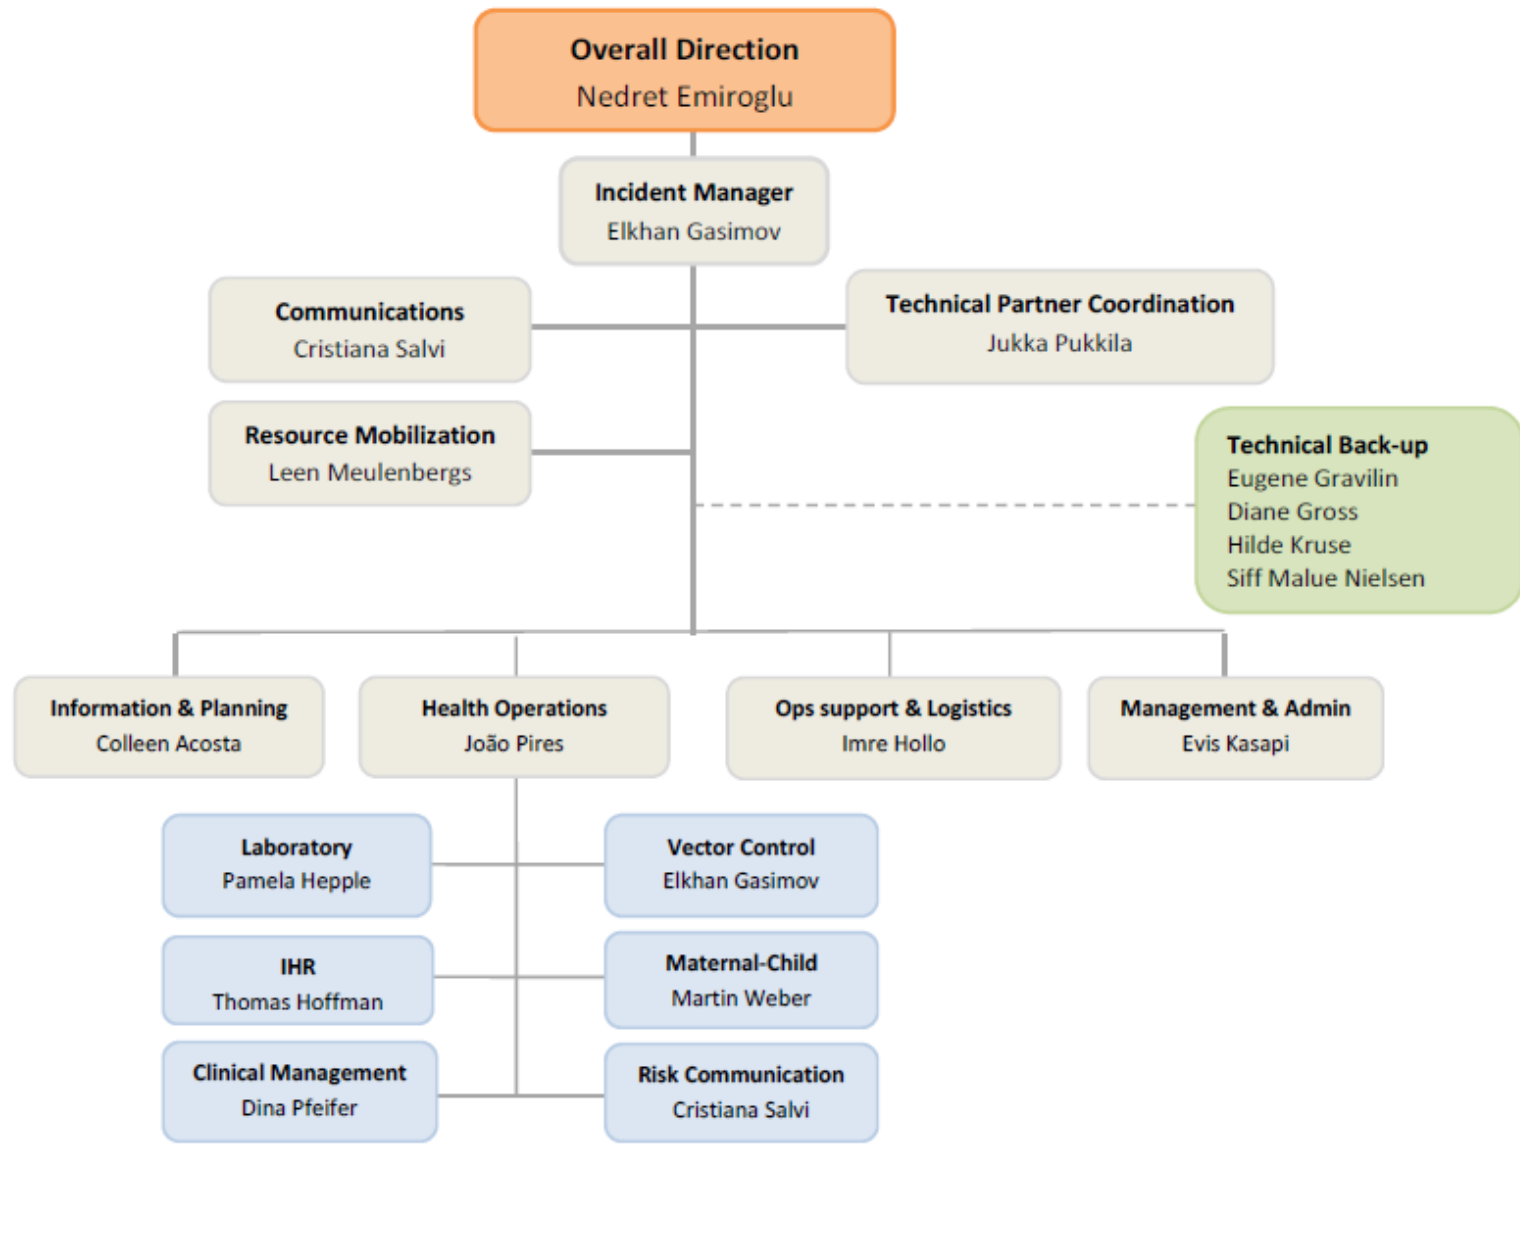 Overall Direction
Nedret Emiroglu
Incident Manager
Elkhan Gasimov
Communications
Cristiana Salvi
Technical Partner Coordination
Jukka Pukkila
Resource Mobilization
Leen Meulenbergs
Technical Back-up
Eugene Gravilin
Diane Gross
Hilde Kruse
Siff Malue Nielsen
Information & Planning
Colleen Acosta
Health Operations
João Pires
Ops support & Logistics
Imre Hollo
Management & Admin
Evis Kasapi
Laboratory
Pamela Hepple
Vector Control
Elkhan Gasimov
IHR
Thomas Hoffman
Maternal-Child
Martin Weber
Clinical Management
Dina Pfeifer
Risk Communication
Cristiana Salvi